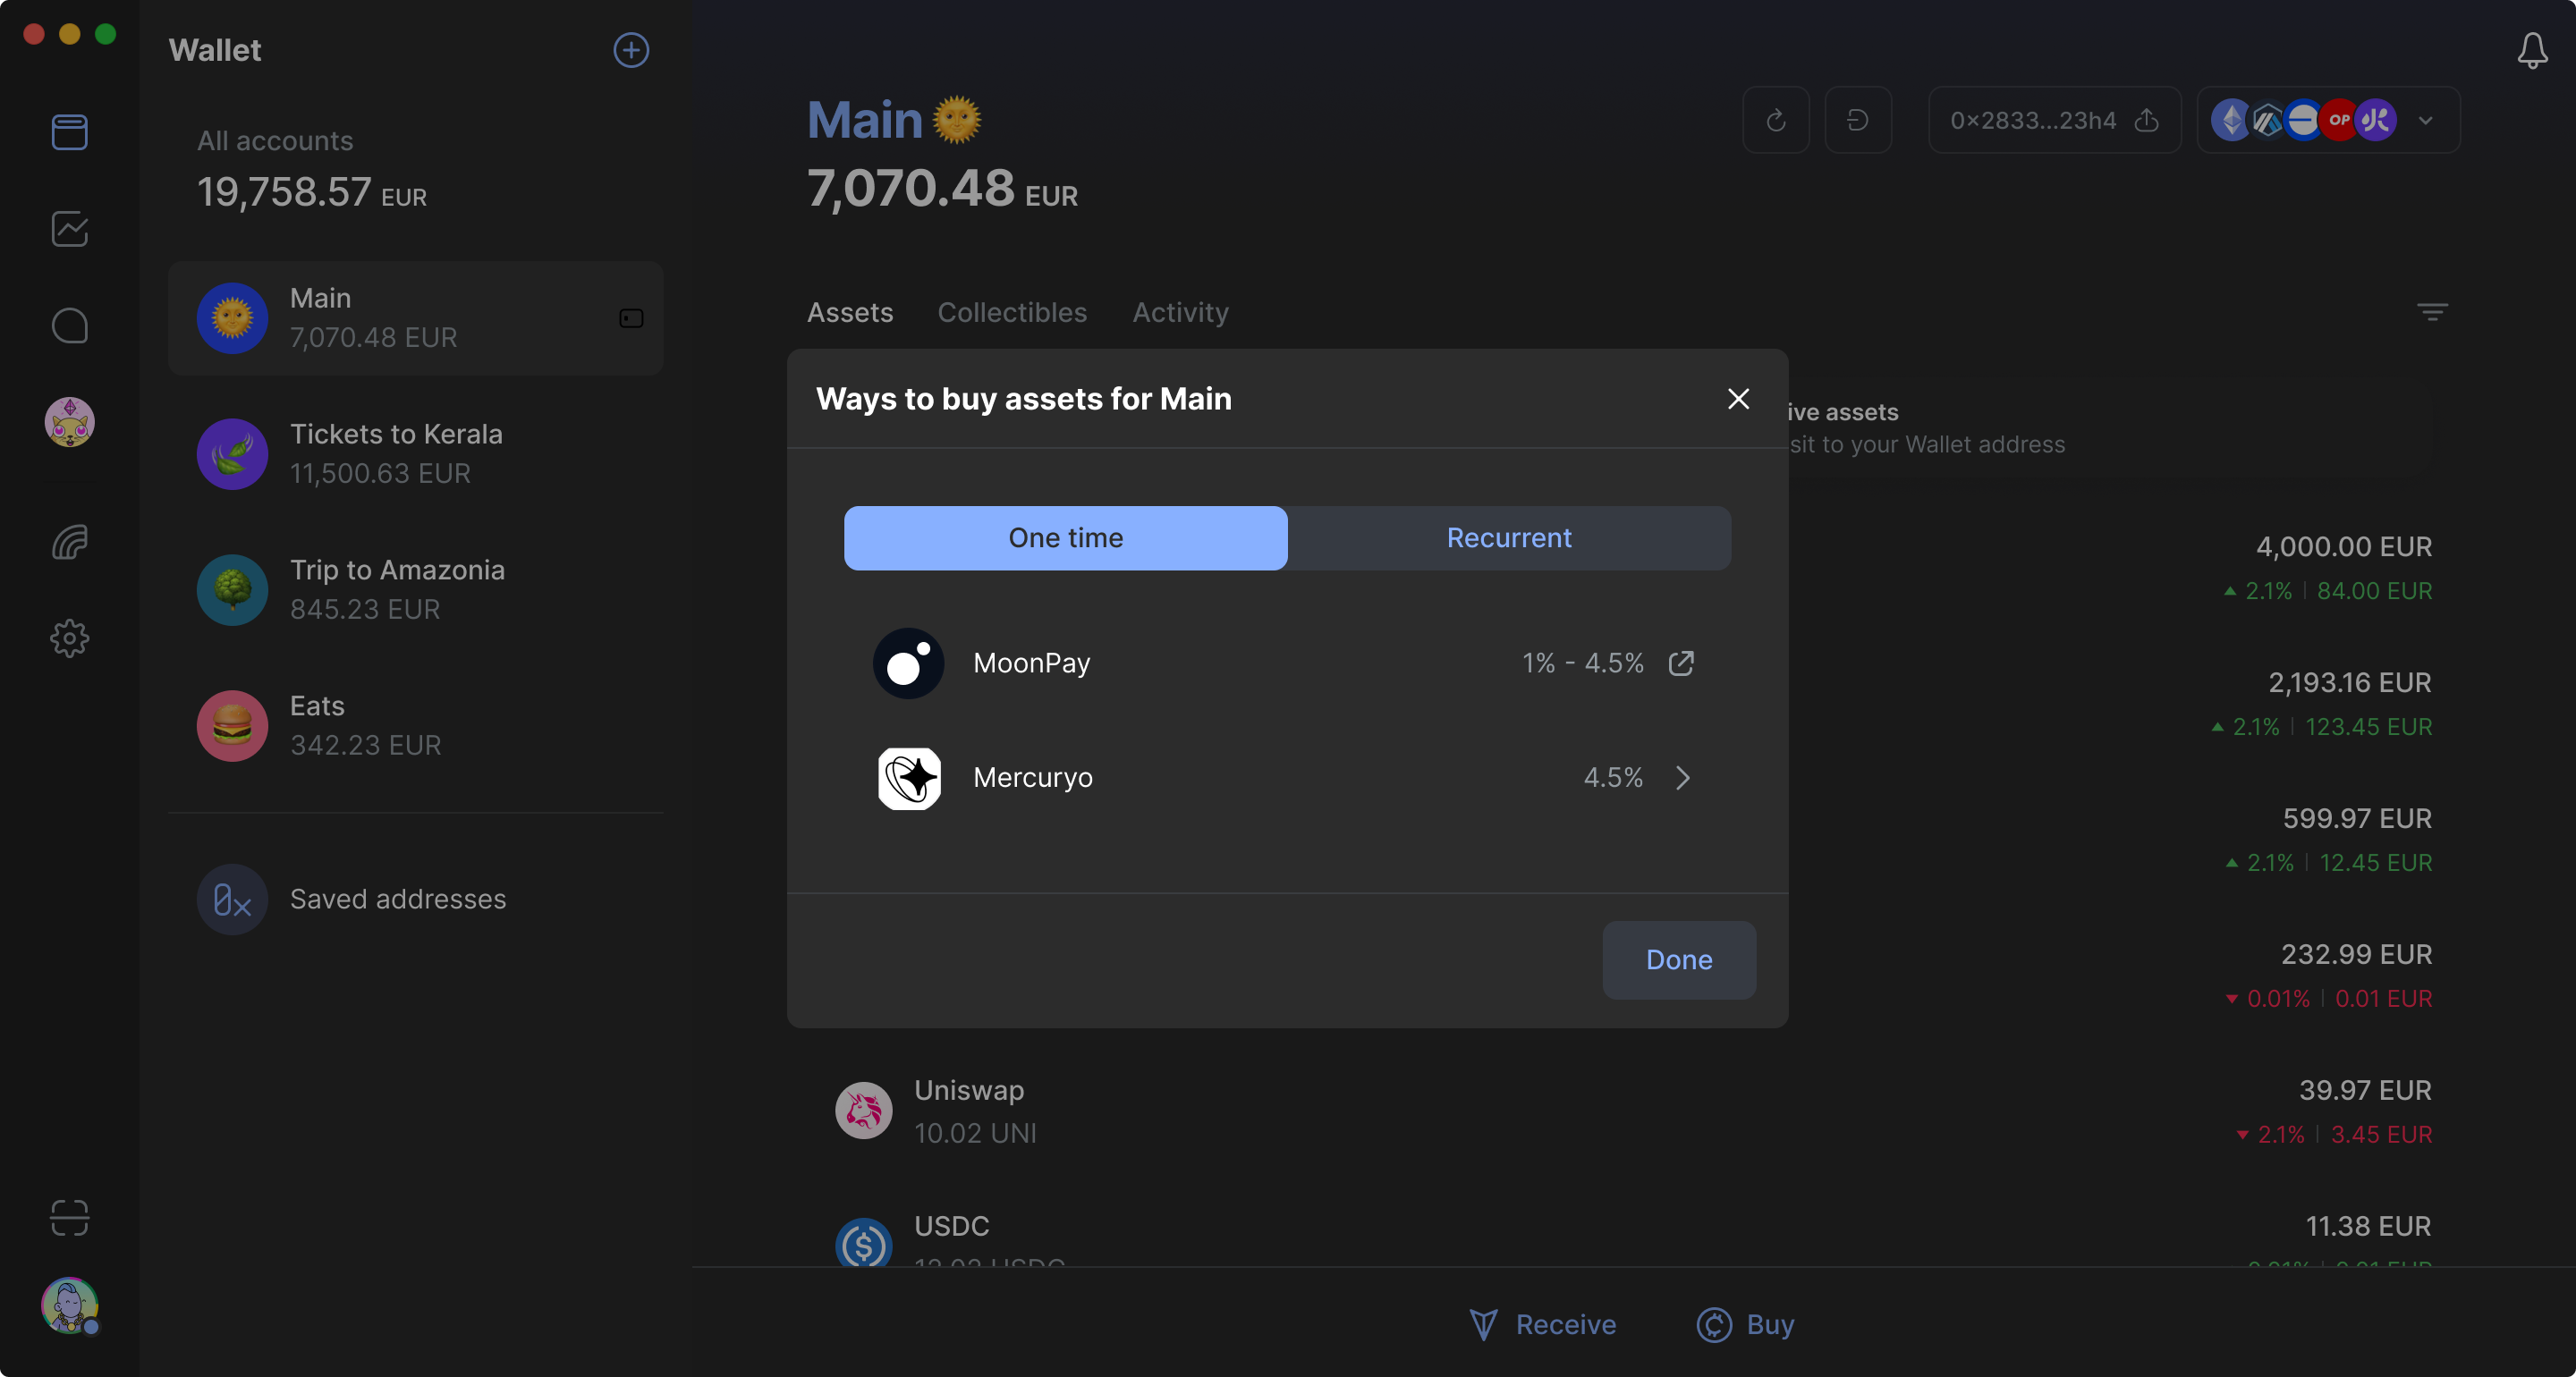 Wallet
All accounts
19,758.57 EUR
Main
7,070.48 EUR
Tickets to Kerala
11,500.63 EUR
Trip to Amazonia
845.23 EUR
Eats
342.23 EUR
Saved addresses
Main
7,070.48 EUR
0×2833...23h4
OP
Assets Collectibles Activity
Ways to buy assets for Main
ive assets
sit to your Wallet address
One time Recurrent
MoonPay 1% - 4.5%
Mercuryo 4.5%
Done
4,000.00 EUR
2.1% | 84.00 EUR
2,193.16 EUR
2.1% | 123.45 EUR
599.97 EUR
2.1% | 12.45 EUR
232.99 EUR
0.01% | 0.01 EUR
Uniswap 39.97 EUR
10.02 UNI 2.1% | 3.45 EUR
USDC 11.38 EUR
Receive Buy